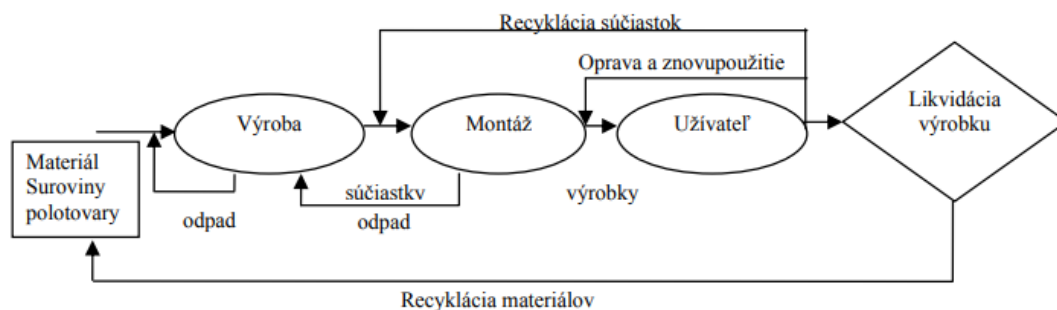 Recyklácia súčiastok
Oprava a znovupoužitie
Výroba
Montáž
Užívateľ
Likvidácia
výrobku
Materiál
Suroviny
polotovary
odpad
súčiastkv
odpad
výrobky
Recyklácia materiálov